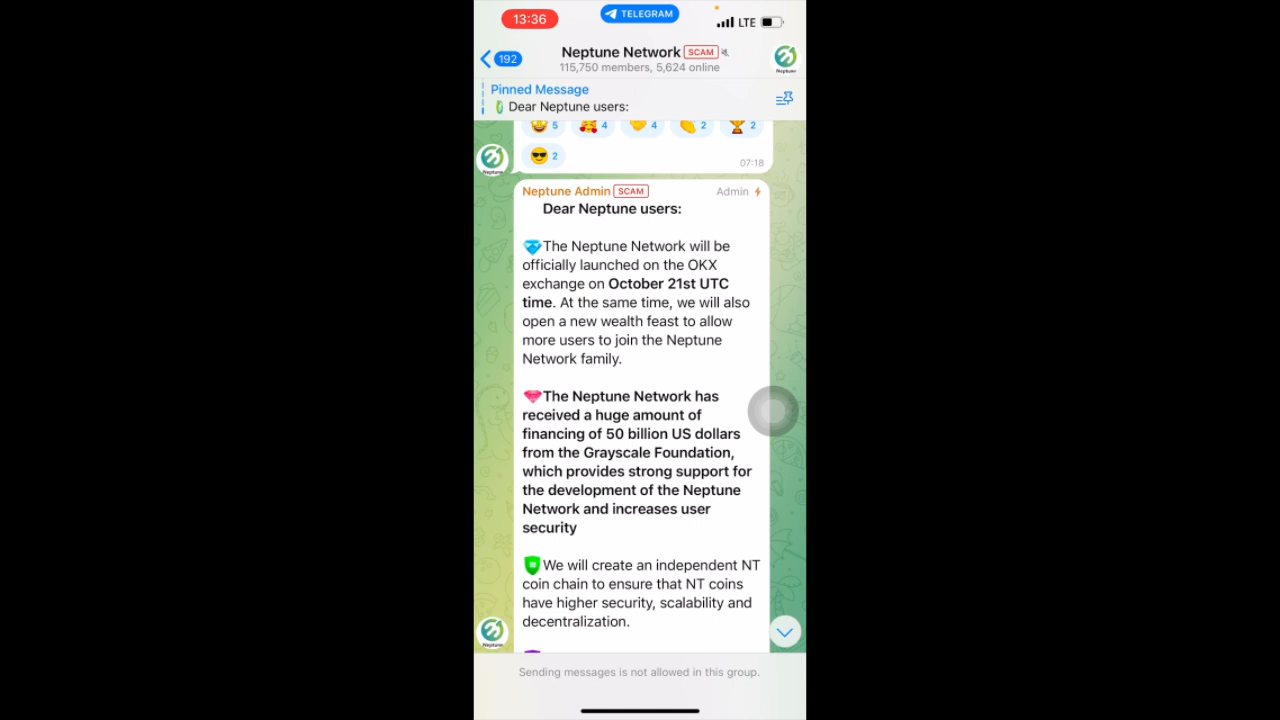 13:36
TELEGRAM
LTE
192
Neptune Network SCAM
115,750 members, 5,624 online
Neptune
Pinned Message
Dear Neptune users:
5 4 4 2 2
2
07:18
Neptune
Neptune Admin SCAM Admin
Dear Neptune users:
The Neptune Network will be
officially launched on the OKX
exchange on October 21st UTC
time. At the same time, we will also
open a new wealth feast to allow
more users to join the Neptune
Network family.
The Neptune Network has
received a huge amount of
financing of 50 billion US dollars
from the Grayscale Foundation,
which provides strong support for
the development of the Neptune
Network and increases user
security
We will create an independent NT
coin chain to ensure that NT coins
have higher security, scalability and
decentralization.
Neptune
Sending messages is not allowed in this group.